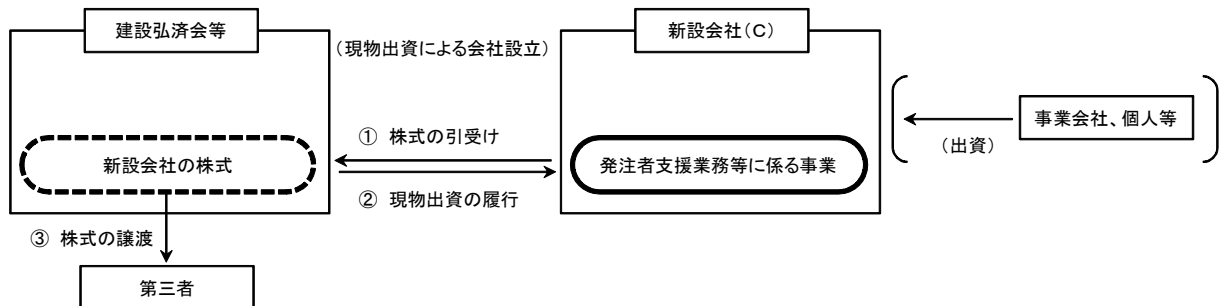 建設弘済会等
(現物出資による会社設立)
新設会社(C)
① 株式の引受け
事業会社、個人等
(出資)
新設会社の株式
発注者支援業務等に係る事業
② 現物出資の履行
③ 株式の譲渡
第三者